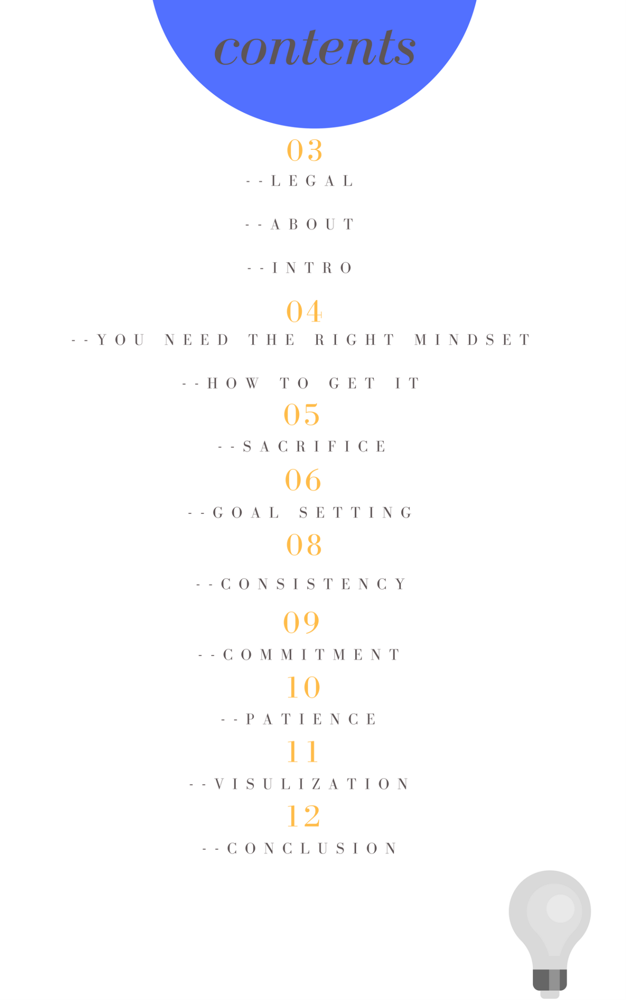 contents
03
--LEGAL
--ABOUT
--INTRO
04
--YOU NEED THE RIGHT MINDSET
--HOW TO GET IT
05
--SACRIFICE
06
--GOAL SETTING
08
--CONSISTENCY
09
--COMMITMENT
10
--PATIENCE
11
--VISULIZATION
12
--CONCLUSION